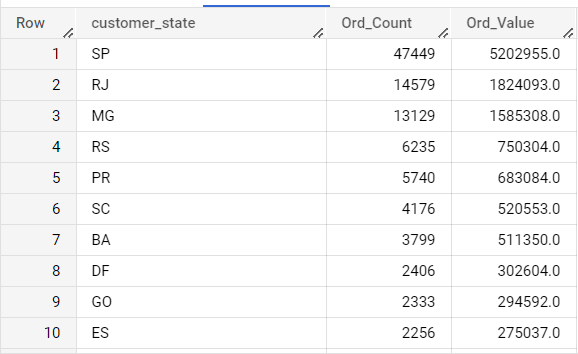 Row customer_state Ord_Count Ord_Value
1 SP 47449 5202955.0
2 RJ 14579 1824093.0
3 MG 13129 1585308.0
4 RS 6235 750304.0
5 PR 5740 683084.0
6 SC 4176 520553.0
7 BA 3799 511350.0
8 DF 2406 302604.0
9 GO 2333 294592.0
10 ES 2256 275037.0